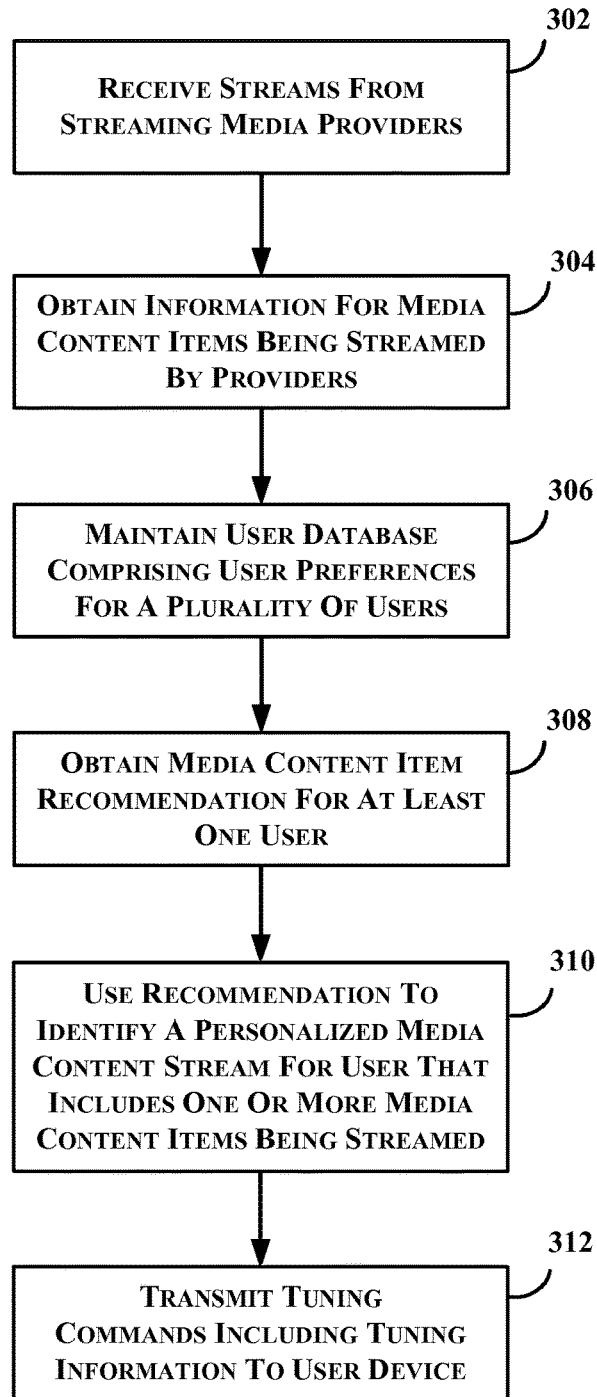 302
RECEIVE STREAMS FROM
STREAMING MEDIA PROVIDERS
304
OBTAIN INFORMATION FOR MEDIA
CONTENT ITEMS BEING STREAMED
BY PROVIDERS
306
MAINTAIN USER DATABASE
COMPRISING USER PREFERENCES
FOR A PLURALITY OF USERS
308
OBTAIN MEDIA CONTENT ITEM
RECOMMENDATION FOR AT LEAST
ONE USER
310
USE RECOMMENDATION TO
IDENTIFY A PERSONALIZED MEDIA
CONTENT STREAM FOR USER THAT
INCLUDES ONE OR MORE MEDIA
CONTENT ITEMS BEING STREAMED
312
TRANSMIT TUNING
COMMANDS INCLUDING TUNING
INFORMATION TO USER DEVICE